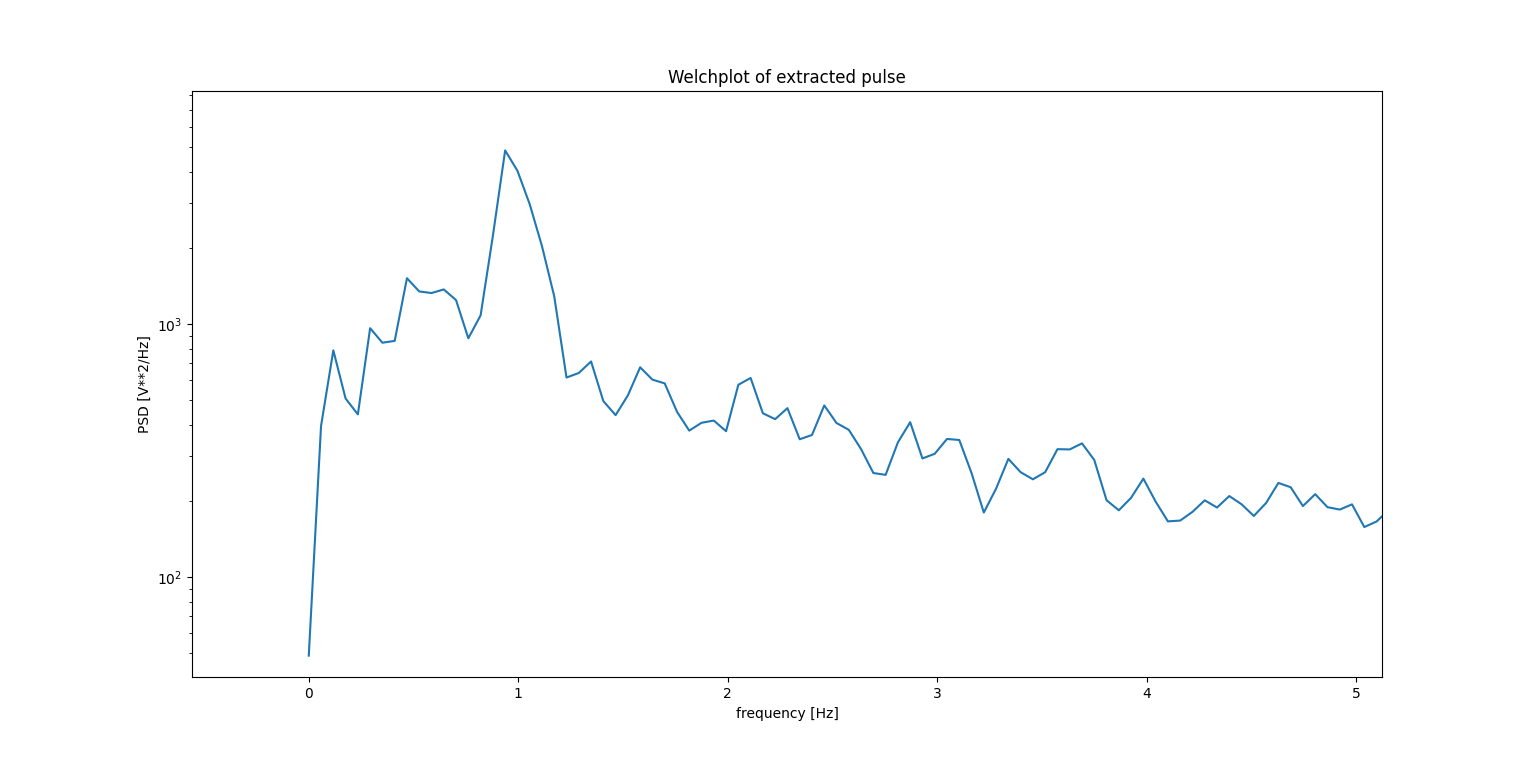 Welchplot of extracted pulse
PSD [V**2/Hz]
10³
10²
0 1 2 3 4 5
frequency [Hz]